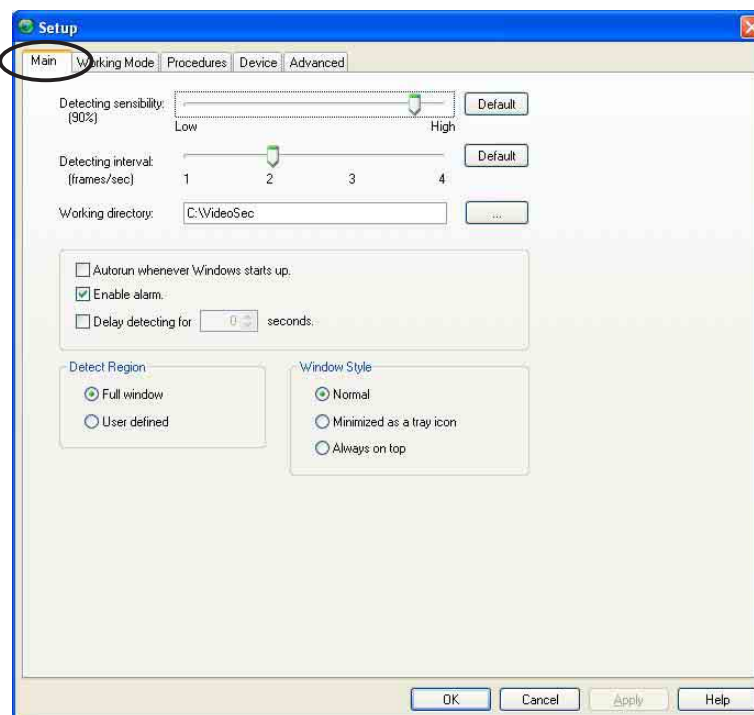 Setup
Main Working Mode Procedures Device Advanced
Detecting sensibility: Default
(90%)
Low High
Detecting interval: Default
(frames/sec) 1 2 3 4
Working directory: C:\VideoSec ...
Autorun whenever Windows starts up.
Enable alarm.
Delay detecting for 0 seconds.
Detect Region Window Style
Full window Normal
User defined Minimized as a tray icon
Always on top
OK Cancel Apply Help